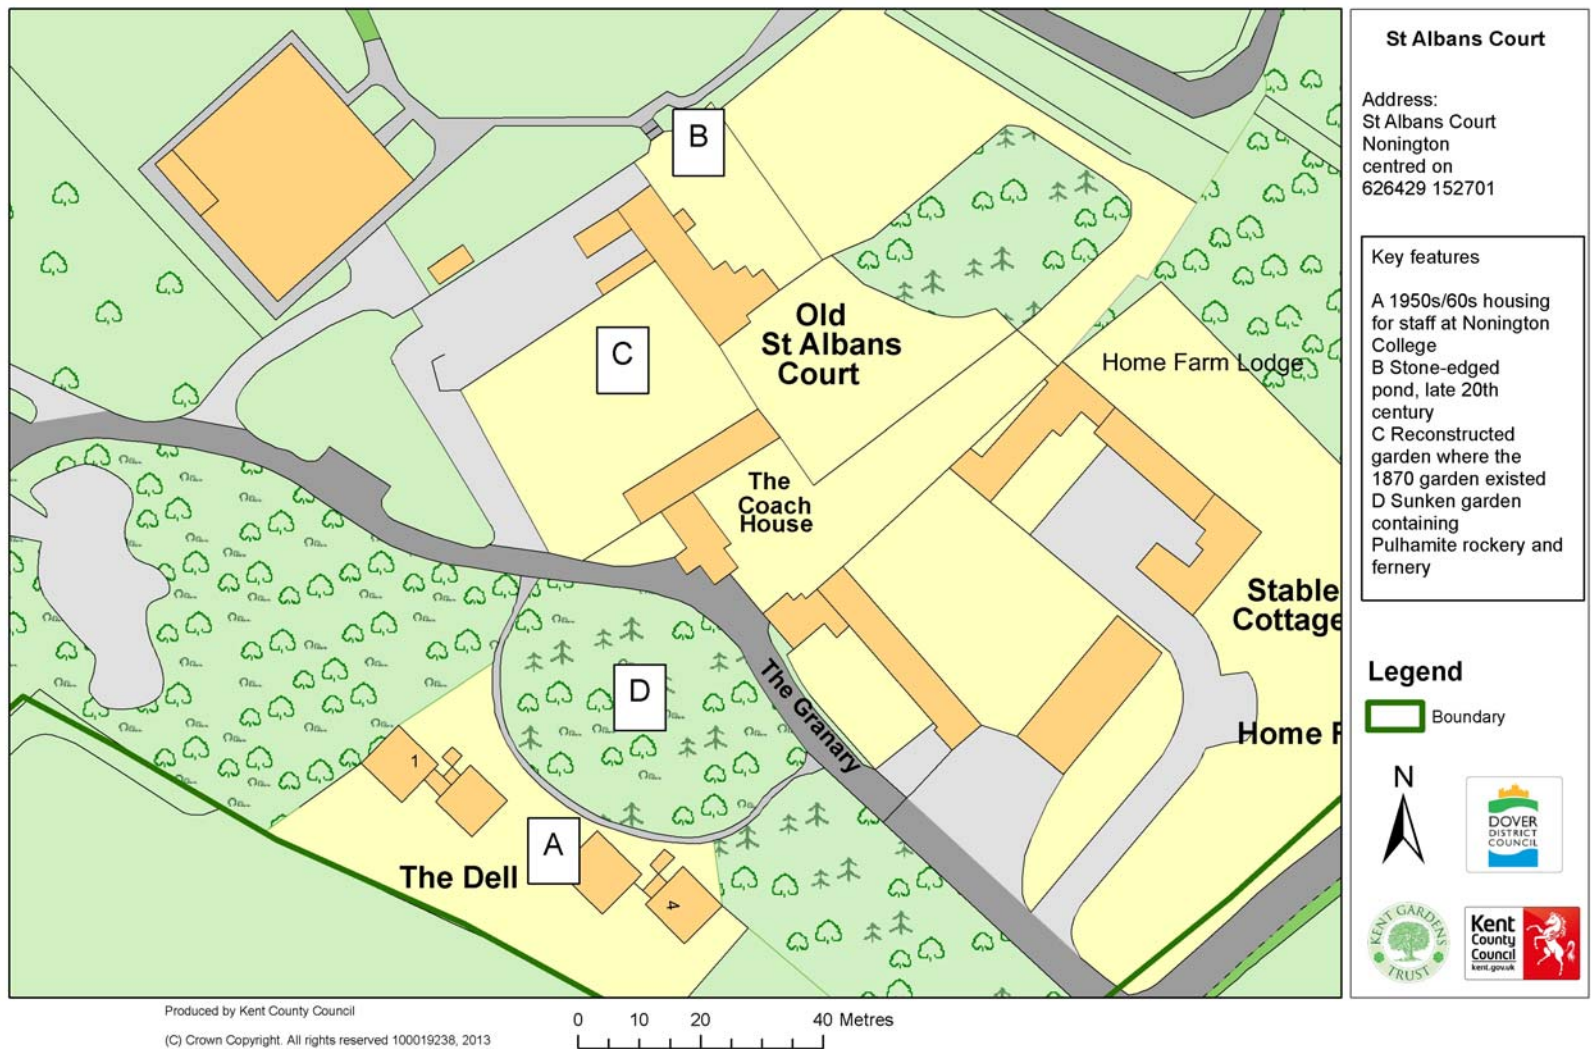 B
C
Old
St Albans
Court
Home Farm Lodge
The
Coach
House
Stable
Cottage
D
The Granary
Home F
1
A
The Dell
4
St Albans Court
Address:
St Albans Court
Nonington
centred on
626429 152701
Key features
A 1950s/60s housing
for staff at Nonington
College
B Stone-edged
pond, late 20th
century
C Reconstructed
garden where the
1870 garden existed
D Sunken garden
containing
Pulhamite rockery and
fernery
Legend
Boundary
N
DOVER
DISTRICT
COUNCIL
KENT GARDENS
TRUST
Kent
County
Council
kent.gov.uk
Produced by Kent County Council
(C) Crown Copyright. All rights reserved 100019238, 2013
0 10 20 40 Metres